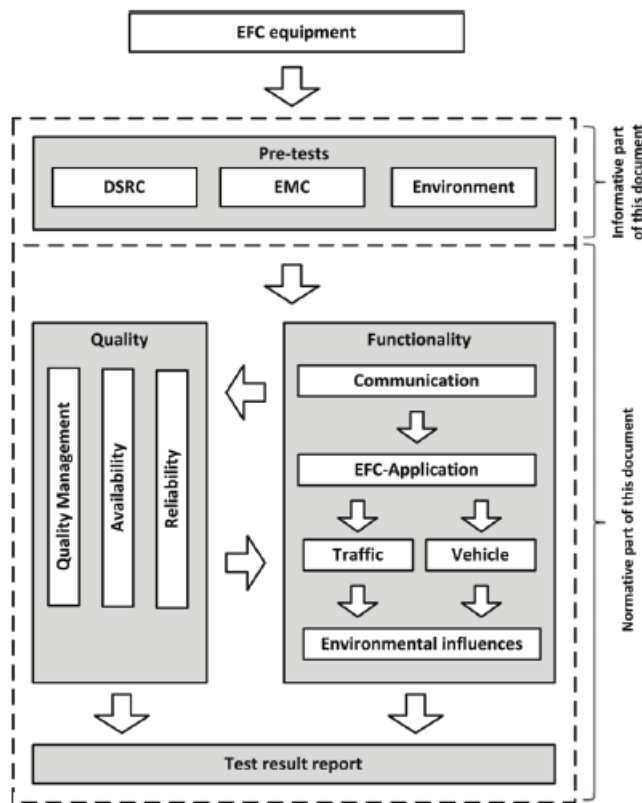 EFC equipment
Pre-tests
DSRC
EMC
Environment
Informative part
of this document
Quality
Quality Management
Availability
Reliability
Functionality
Communication
EFC-Application
Traffic
Vehicle
Environmental influences
Normative part of this document
Test result report